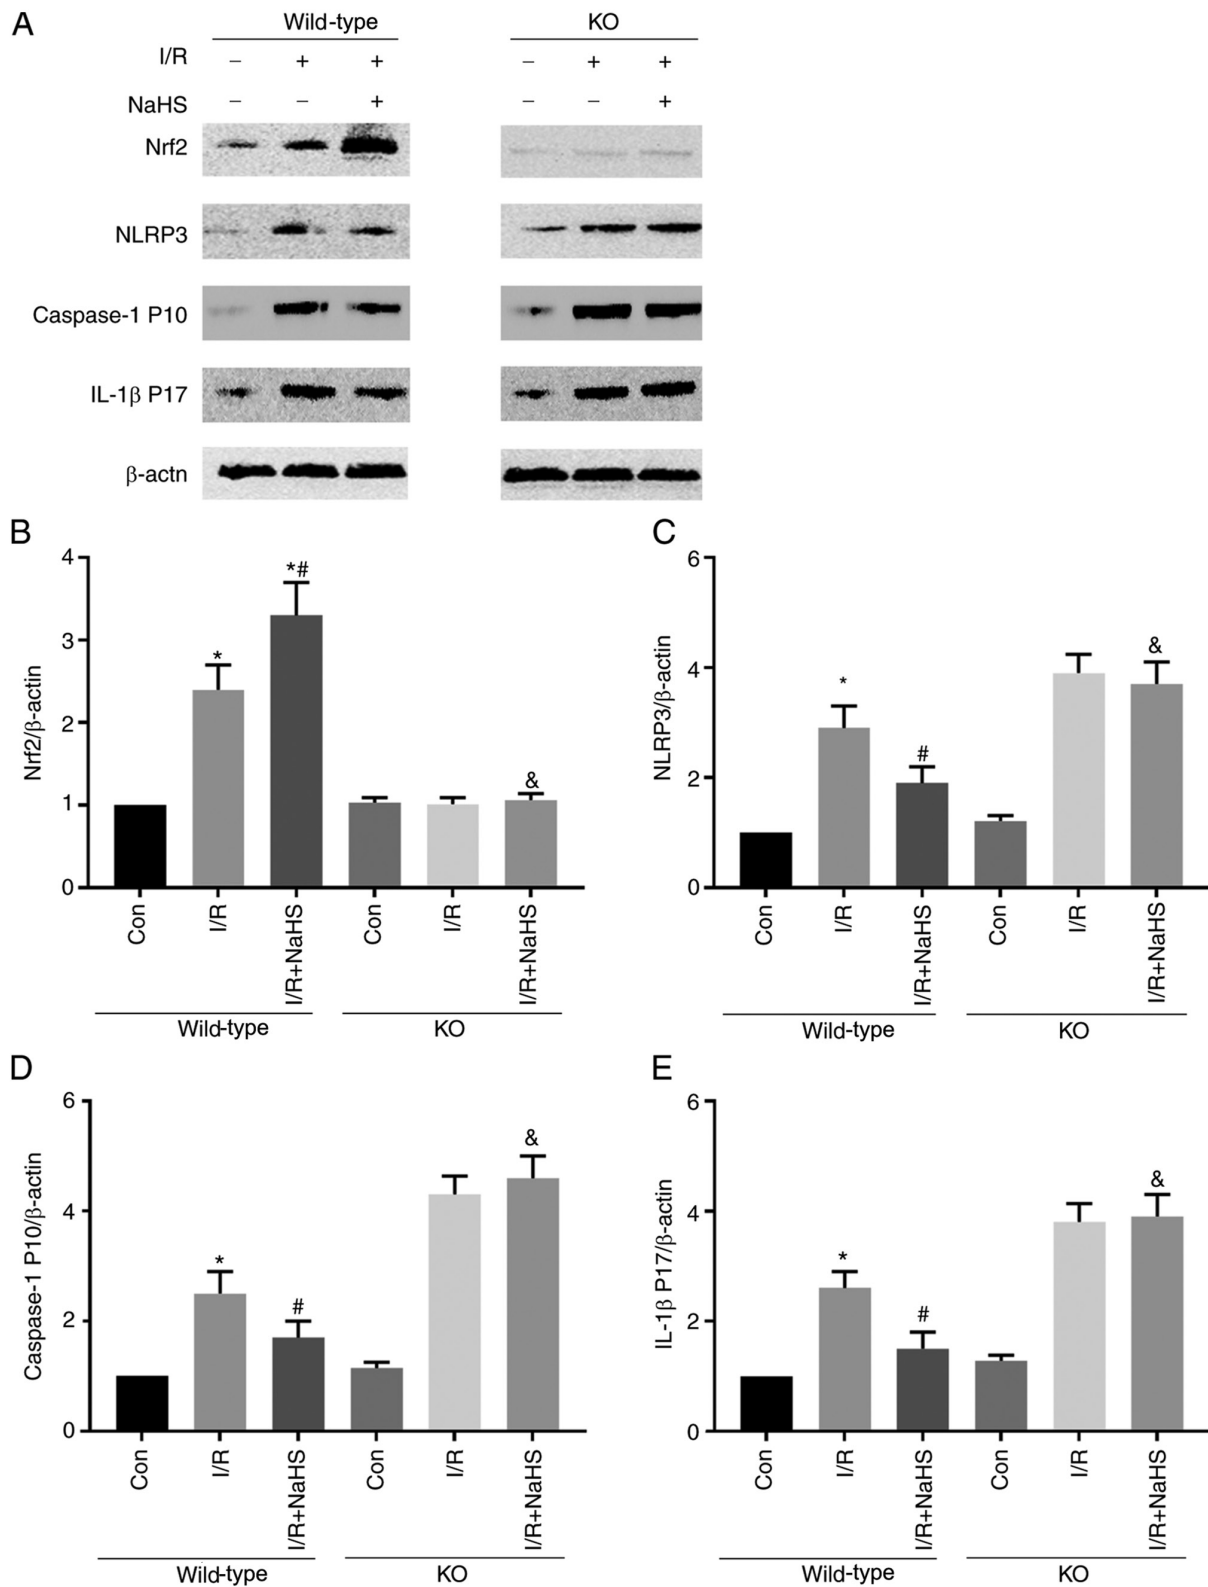 A
Wild-type KO
I/R − + + − + +
NaHS − − + − − +
Nrf2
NLRP3
Caspase-1 P10
IL-1β P17
β-actn
B
Nrf2/β-actin
4
3
2
1
0
*
*#
&
Con I/R I/R+NaHS Con I/R I/R+NaHS
Wild-type KO
C
NLRP3/β-actin
6
4
2
0
*
#
&
Con I/R I/R+NaHS Con I/R I/R+NaHS
Wild-type KO
D
Caspase-1 P10/β-actin
6
4
2
0
*
#
&
Con I/R I/R+NaHS Con I/R I/R+NaHS
Wild-type KO
E
IL-1β P17/β-actin
6
4
2
0
*
#
&
Con I/R I/R+NaHS Con I/R I/R+NaHS
Wild-type KO